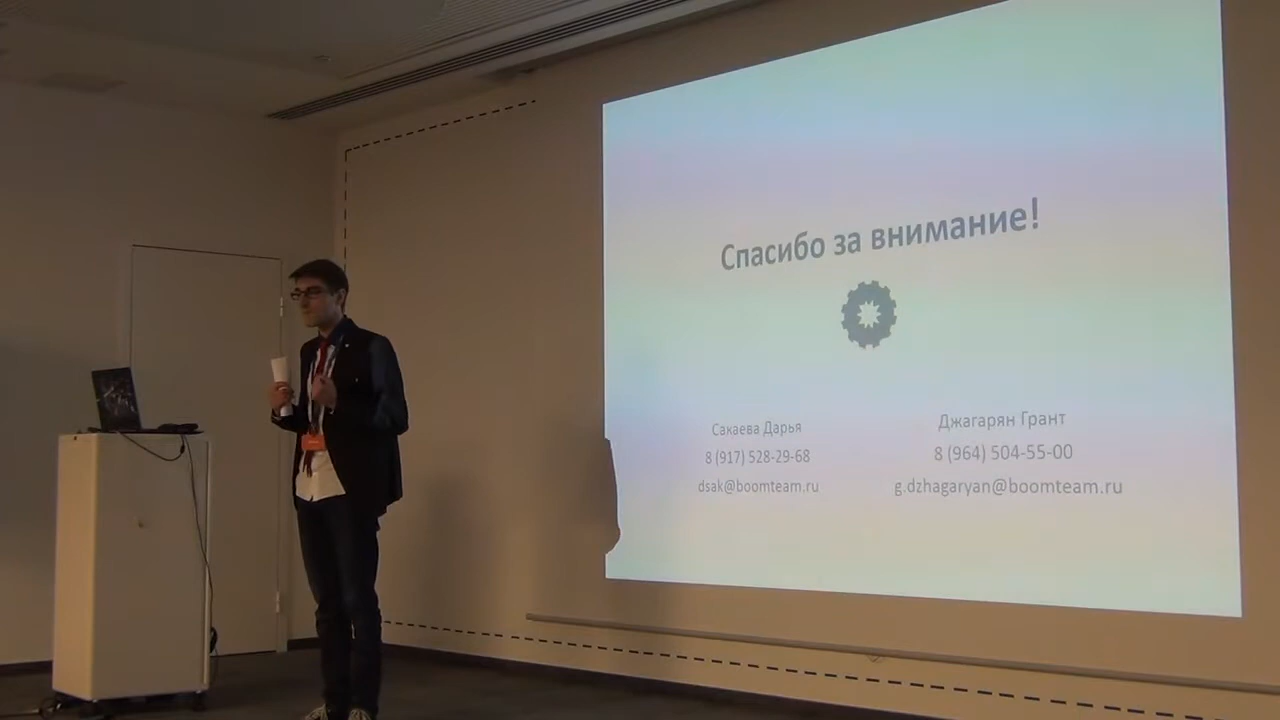 Спасибо за внимание!
Сакаева Дарья
8 (917) 528-29-68
dsak@boomteam.ru
Джагарян Грант
8 (964) 504-55-00
g.dzhagaryan@boomteam.ru